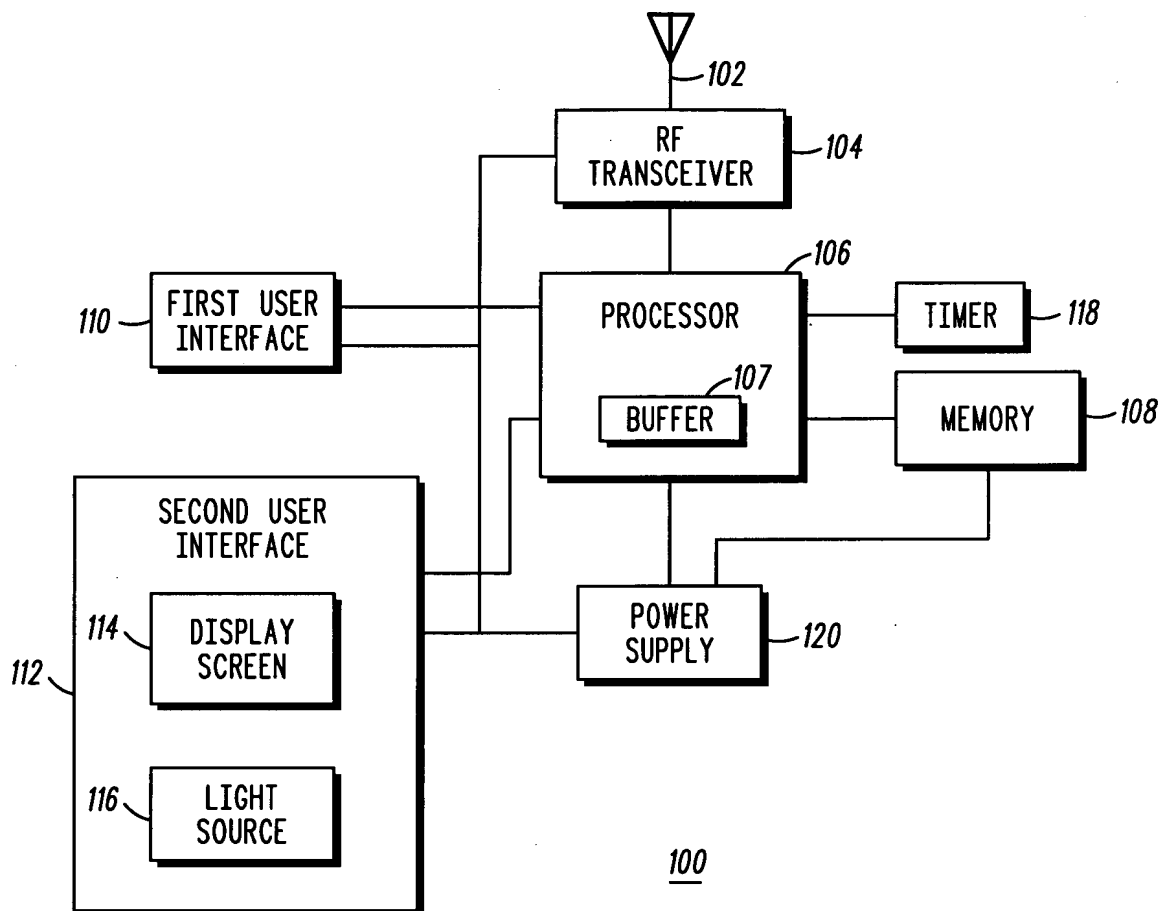 102
RF
TRANSCEIVER
104
106
FIRST USER
INTERFACE
110
PROCESSOR
TIMER
118
107
BUFFER
MEMORY
108
SECOND USER
INTERFACE
114
DISPLAY
SCREEN
112
POWER
SUPPLY
120
116
LIGHT
SOURCE
100